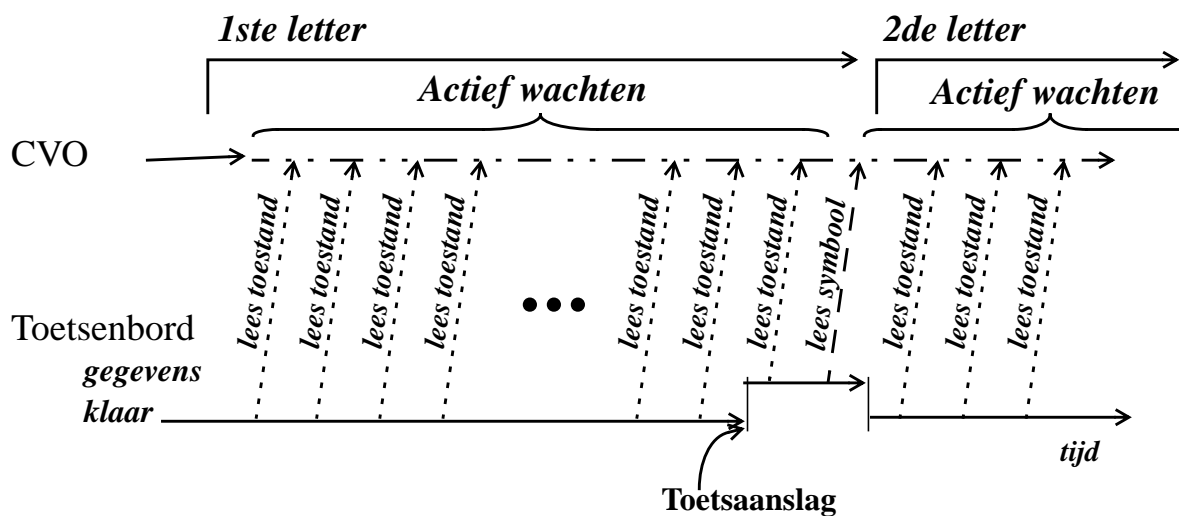 1ste letter
2de letter
Actief wachten
Actief wachten
CVO
lees toestand
lees toestand
lees toestand
lees toestand
lees toestand
lees toestand
lees toestand
lees symbool
lees toestand
lees toestand
lees toestand
Toetsenbord
gegevens
klaar
tijd
Toetsaanslag